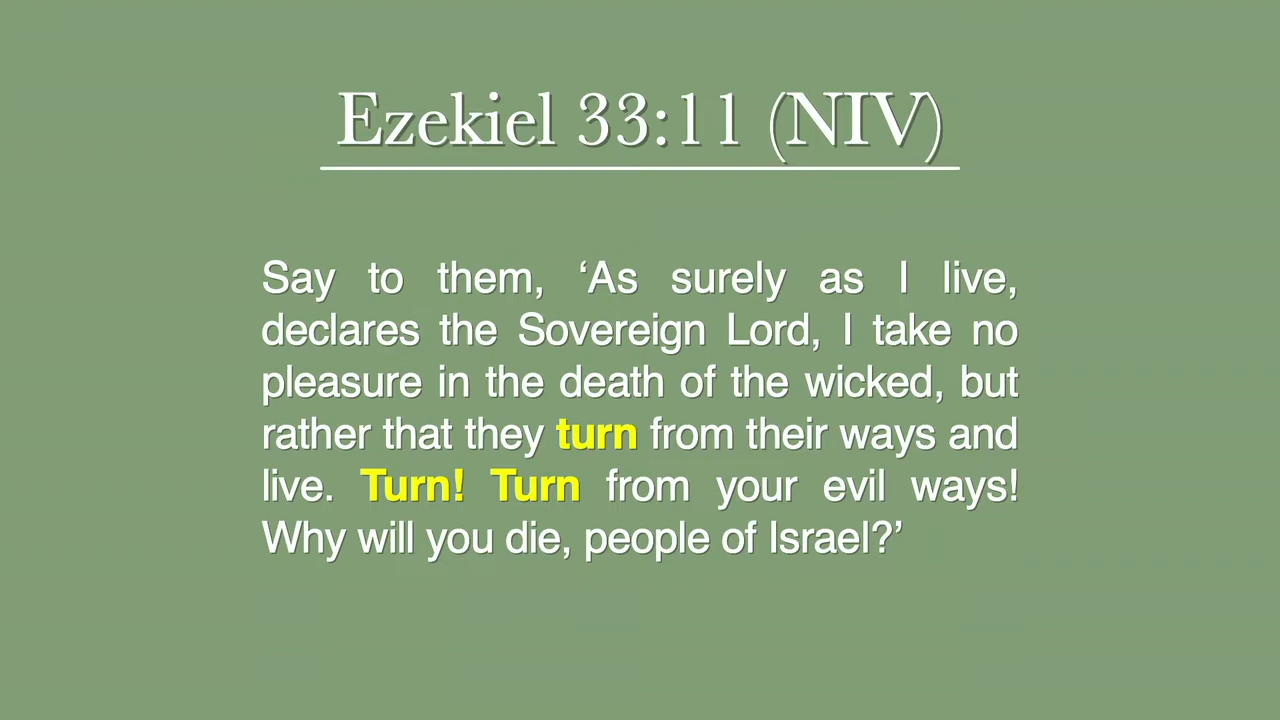 Ezekiel 33:11 (NIV)
Say to them, ‘As surely as I live,
declares the Sovereign Lord, I take no
pleasure in the death of the wicked, but
rather that they turn from their ways and
live. Turn! Turn from your evil ways!
Why will you die, people of Israel?’